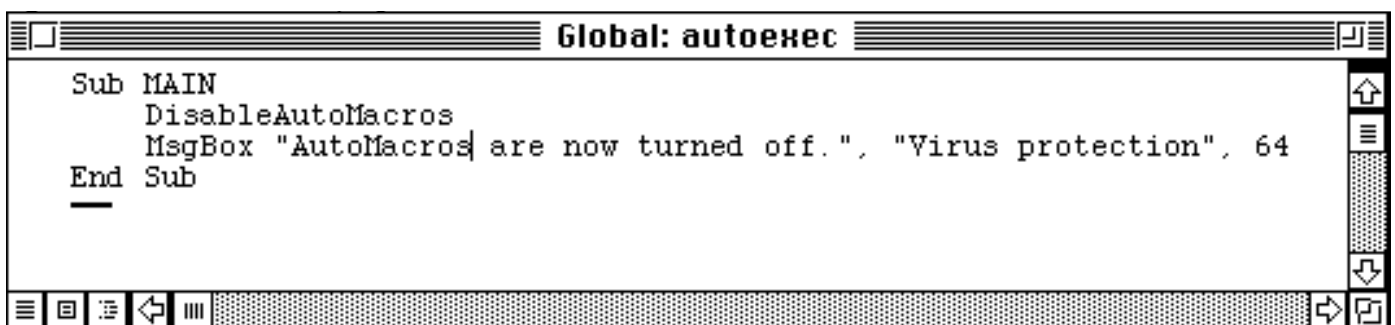 Global: autoexec
Sub MAIN
DisableAutoMacros
MsgBox "AutoMacros are now turned off.", "Virus protection", 64
End Sub